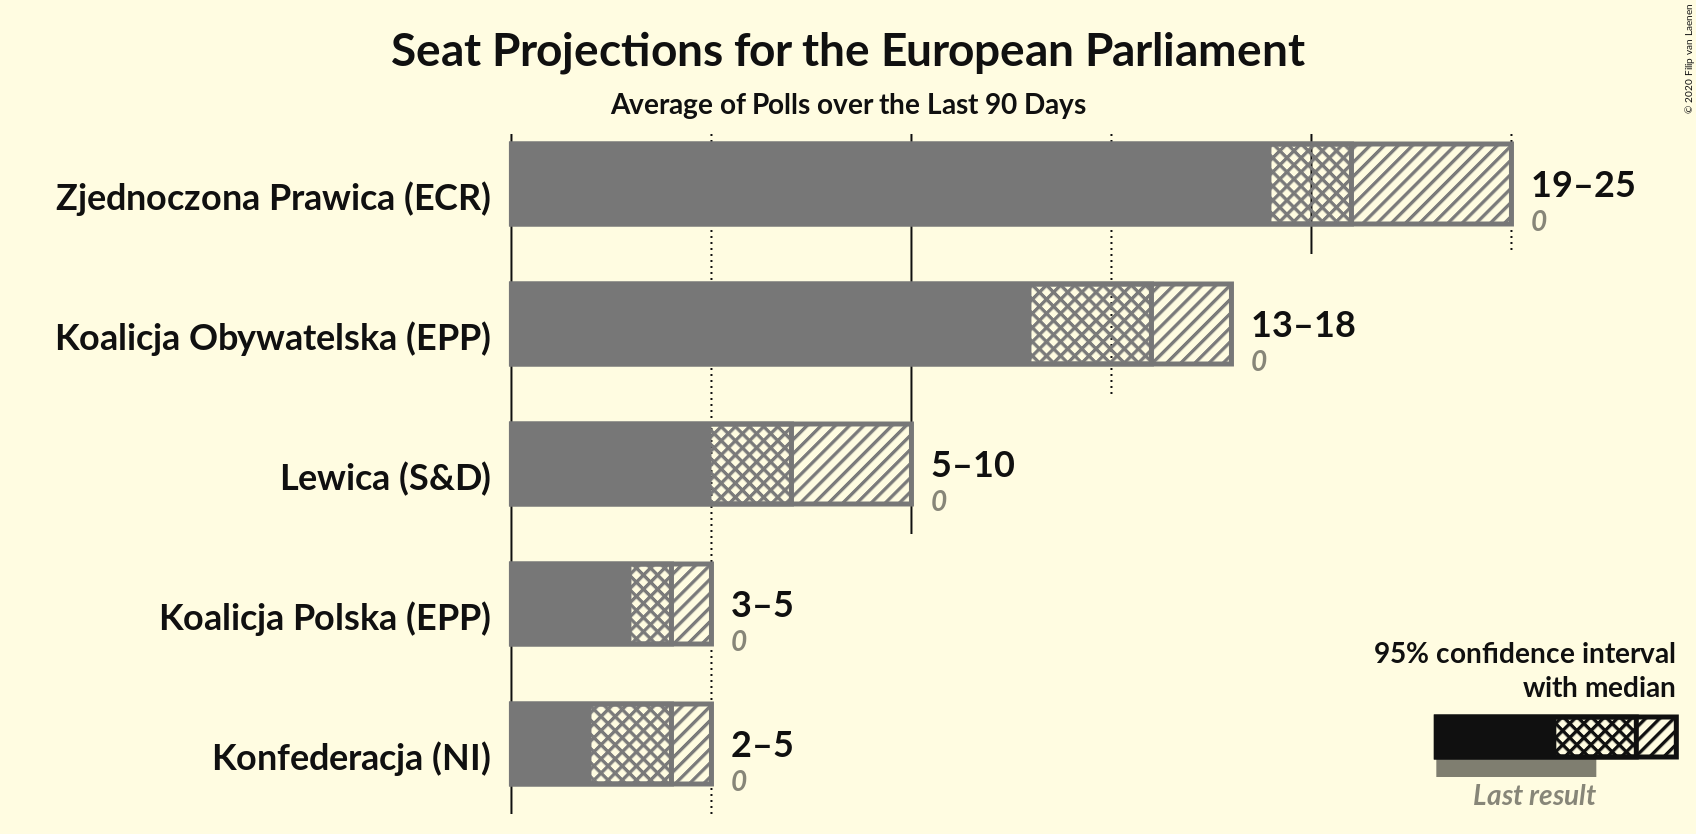 Seat Projections for the European Parliament
Average of Polls over the Last 90 Days
© 2020 Filip van Laenen
Zjednoczona Prawica (ECR)
19–25
0
Koalicja Obywatelska (EPP)
13–18
0
Lewica (S&D)
5–10
0
Koalicja Polska (EPP)
3–5
0
Konfederacja (NI)
2–5
0
95% confidence interval
with median
Last result